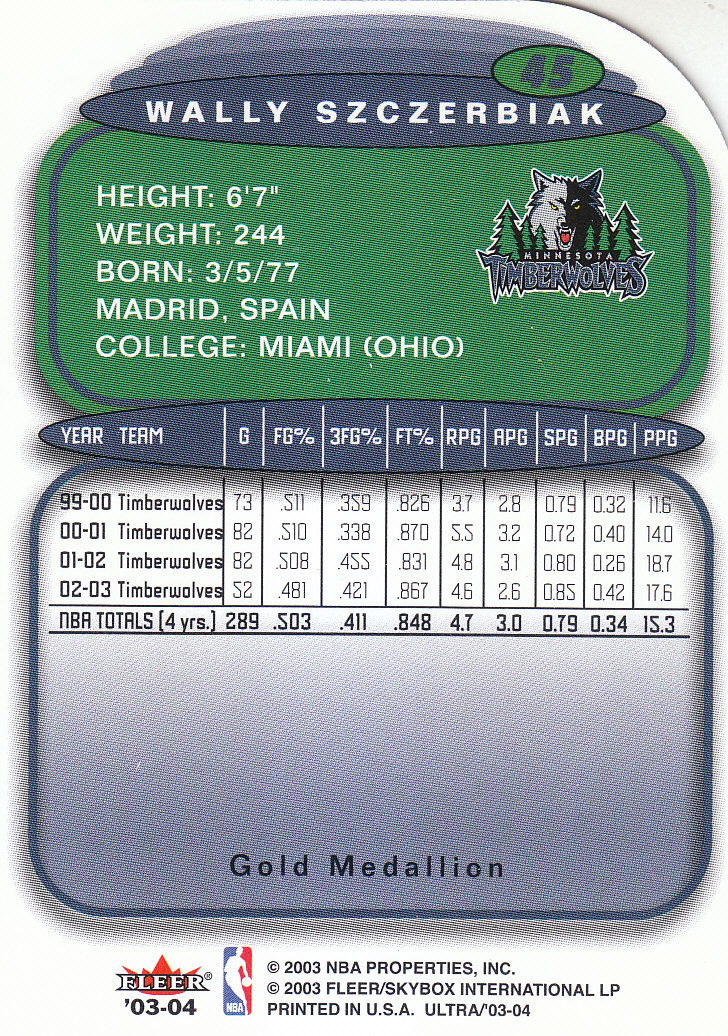 45
WALLY SZCZERBIAK
HEIGHT: 6'7"
WEIGHT: 244
BORN: 3/5/77
MADRID, SPAIN
COLLEGE: MIAMI (OHIO)
MINNESOTA
TIMBERWOLVES
YEAR TEAM G FG% 3FG% FT% RPG APG SPG BPG PPG
99-00 Timberwolves 73 .511 .359 .826 3.7 2.8 0.79 0.32 11.6
00-01 Timberwolves 82 .510 .338 .870 5.5 3.2 0.72 0.40 14.0
01-02 Timberwolves 82 .508 .455 .831 4.8 3.1 0.80 0.26 18.7
02-03 Timberwolves 52 .481 .421 .867 4.6 2.6 0.85 0.42 17.6
NBA TOTALS (4 yrs.) 289 .503 .411 .848 4.7 3.0 0.79 0.34 15.3
Gold Medallion
FLEER®
'03-04
NBA
© 2003 NBA PROPERTIES, INC.
© 2003 FLEER/SKYBOX INTERNATIONAL LP
PRINTED IN U.S.A. ULTRA/'03-04